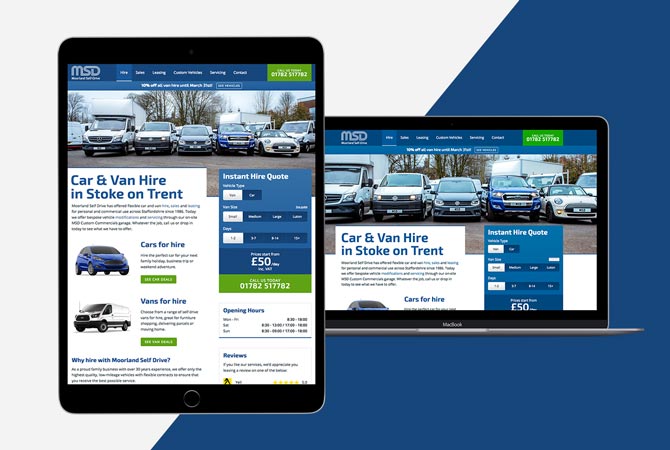 MSD
Moorland Self Drive
Hire Sales Leasing Custom Vehicles Servicing Contact
CALL US TODAY
01782 517782
10% off all van hire until March 31st! SEE VEHICLES
Car & Van Hire
in Stoke on Trent
Moorland Self Drive has offered flexible car and van hire, sales and leasing
for personal and commercial use across Staffordshire since 1986. Today
we offer bespoke vehicle modifications and servicing through our on-site
MSD Custom Commercials garage. Whatever the job, call us or drop in
today to see what we have to offer.
Cars for hire
Hire the perfect car for your next
family holiday, business trip or
weekend adventure.
SEE CAR DEALS
Vans for hire
Choose from a range of self drive
vans for hire, great for furniture
shopping, delivering parcels or
moving home.
SEE VAN DEALS
Why hire with Moorland Self Drive?
As a proud family business with over 30 years experience, we offer only the
highest quality, low-mileage vehicles with flexible contracts to ensure that
you receive the best possible service.
Instant Hire Quote
Vehicle Type
Van Car
Van Size
Small Medium Large Luton
Days
1-2 3-7 8-14 15+
Prices start from
£50/day
inc. VAT
CALL US TODAY
01782 517782
Opening Hours
Mon - Fri 8:30 - 18:00
Sat 8:30 - 13:00 / 17:00 - 18:00
Sun 8:30 - 09:00 / 17:00 - 18:00
Reviews
If you like our services, we'd appreciate you
leaving a review on one of the below
Yell 5.0
MSD
Moorland Self Drive
Hire Sales Leasing Custom Vehicles Servicing Contact
CALL US TODAY
01782 517782
10% off all van hire until March 31st! SEE VEHICLES
Car & Van Hire
in Stoke on Trent
Moorland Self Drive has offered flexible car and van hire, sales and leasing
for personal and commercial use across Staffordshire since 1986. Today
we offer bespoke vehicle modifications and servicing through our on-site
MSD Custom Commercials garage. Whatever the job, call us or drop in
today to see what we have to offer.
Cars for hire
Hire the perfect car for your next
Instant Hire Quote
Vehicle Type
Van Car
Van Size
Small Medium Large Luton
Days
1-2 3-7 8-14 15+
Prices start from
£50/day
MacBook